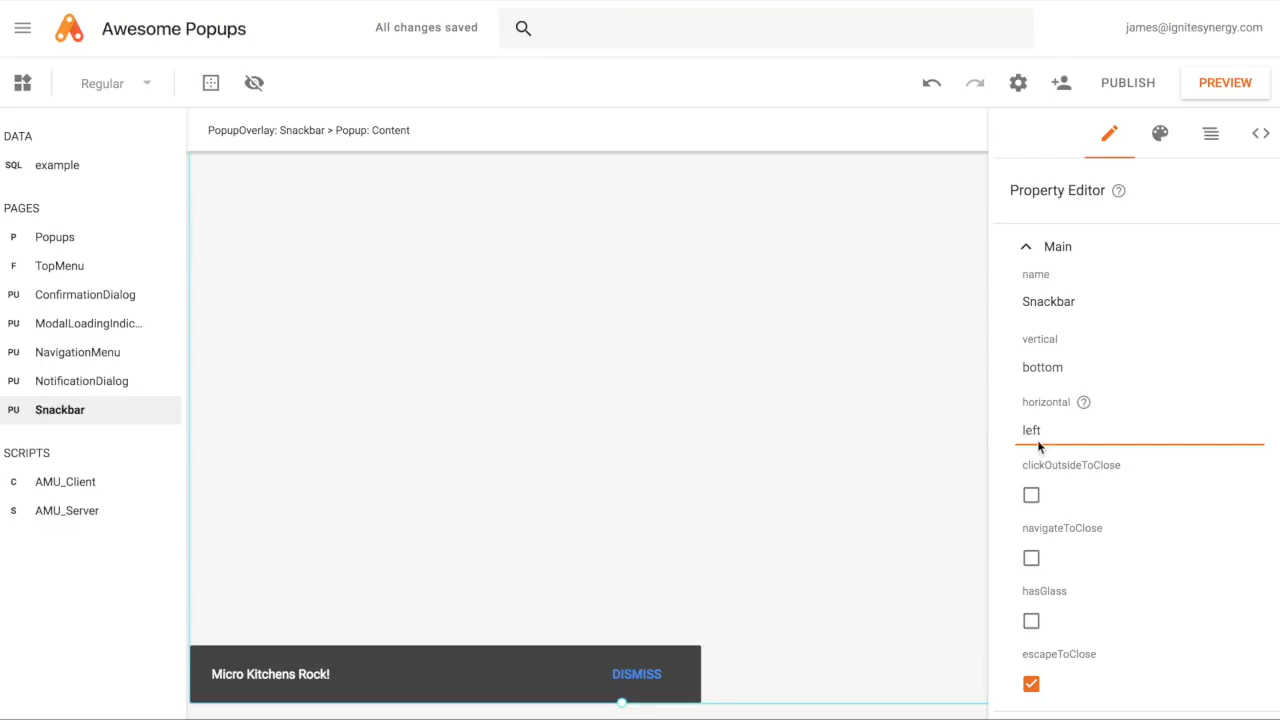 Awesome Popups
All changes saved
james@ignitesynergy.com
Regular
PUBLISH
PREVIEW
DATA
SQL example
PAGES
P Popups
F TopMenu
PU ConfirmationDialog
PU ModalLoadingIndic...
PU NavigationMenu
PU NotificationDialog
PU Snackbar
SCRIPTS
C AMU_Client
S AMU_Server
PopupOverlay: Snackbar > Popup: Content
Micro Kitchens Rock!
DISMISS
Property Editor ?
Main
name
Snackbar
vertical
bottom
horizontal ?
left
clickOutsideToClose
navigateToClose
hasGlass
escapeToClose